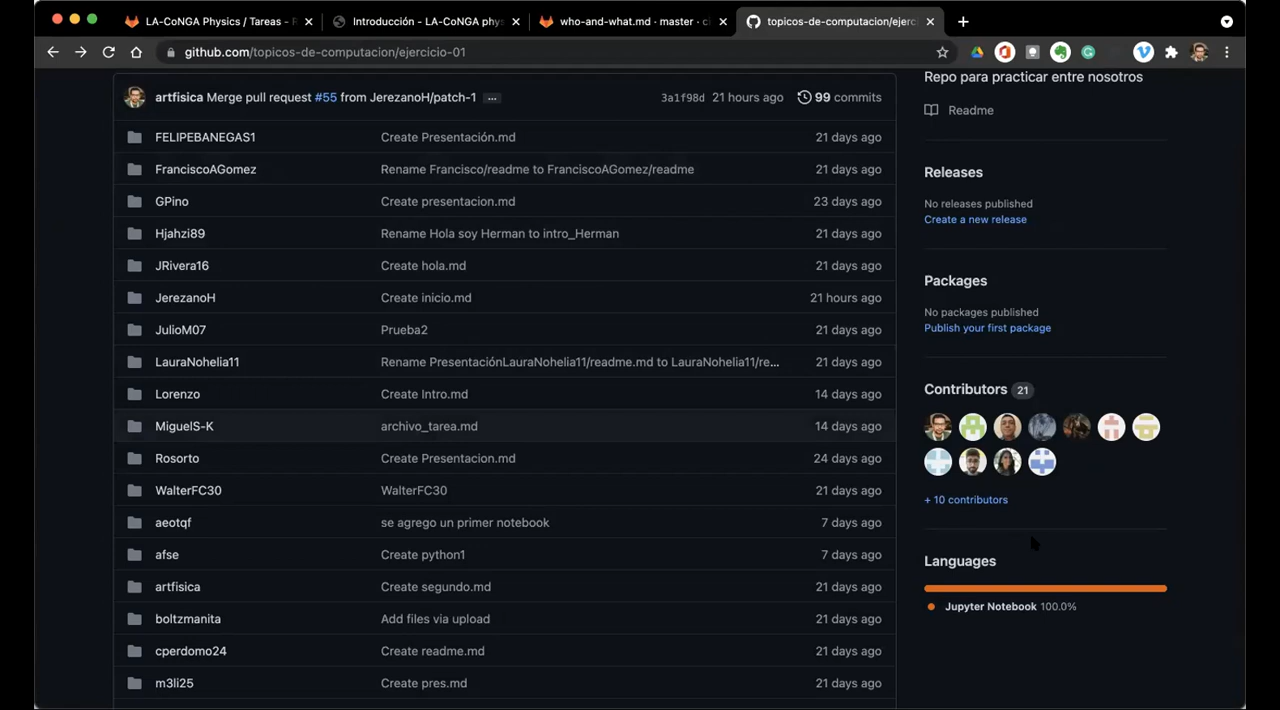 LA-CoNGA Physics / Tareas - R
Introducción - LA-CoNGA phys
who-and-what.md · master · ci
topicos-de-computacion/ejerci
github.com/topicos-de-computacion/ejercicio-01
artfisica Merge pull request #55 from JerezanoH/patch-1 ... 3a1f98d 21 hours ago 99 commits
FELIPEBANEGAS1 Create Presentación.md 21 days ago
FranciscoAGomez Rename Francisco/readme to FranciscoAGomez/readme 21 days ago
GPino Create presentacion.md 23 days ago
Hjahzi89 Rename Hola soy Herman to intro_Herman 21 days ago
JRivera16 Create hola.md 21 days ago
JerezanoH Create inicio.md 21 hours ago
JulioM07 Prueba2 21 days ago
LauraNohelia11 Rename PresentaciónLauraNohelia11/readme.md to LauraNohelia11/re... 21 days ago
Lorenzo Create Intro.md 14 days ago
MiguelS-K archivo_tarea.md 14 days ago
Rosorto Create Presentacion.md 24 days ago
WalterFC30 WalterFC30 21 days ago
aeotqf se agrego un primer notebook 7 days ago
afse Create python1 7 days ago
artfisica Create segundo.md 21 days ago
boltzmanita Add files via upload 21 days ago
cperdomo24 Create readme.md 21 days ago
m3li25 Create pres.md 21 days ago
Repo para practicar entre nosotros
Readme
Releases
No releases published
Create a new release
Packages
No packages published
Publish your first package
Contributors 21
+ 10 contributors
Languages
Jupyter Notebook 100.0%